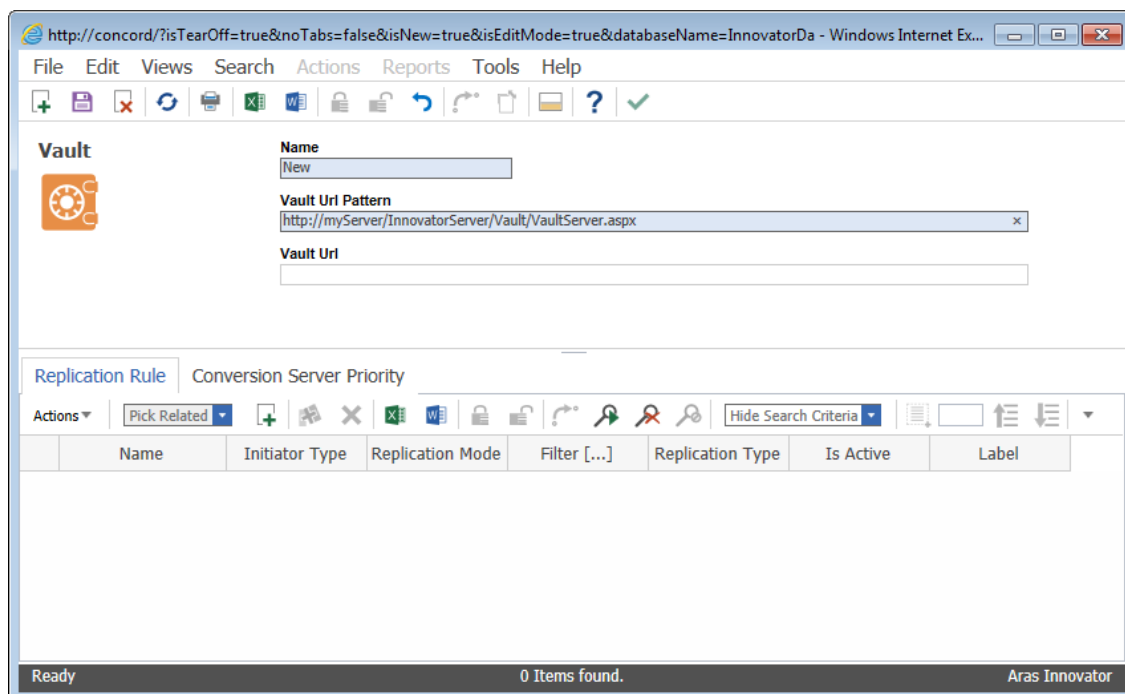 http://concord/?isTearOff=true&noTabs=false&isNew=true&isEditMode=true&databaseName=InnovatorDa - Windows Internet Ex...
File Edit Views Search Actions Reports Tools Help
Vault
Name
New
Vault Url Pattern
http://myServer/InnovatorServer/Vault/VaultServer.aspx
Vault Url
Replication Rule Conversion Server Priority
Actions Pick Related Hide Search Criteria
Name Initiator Type Replication Mode Filter [...] Replication Type Is Active Label
Ready 0 Items found. Aras Innovator